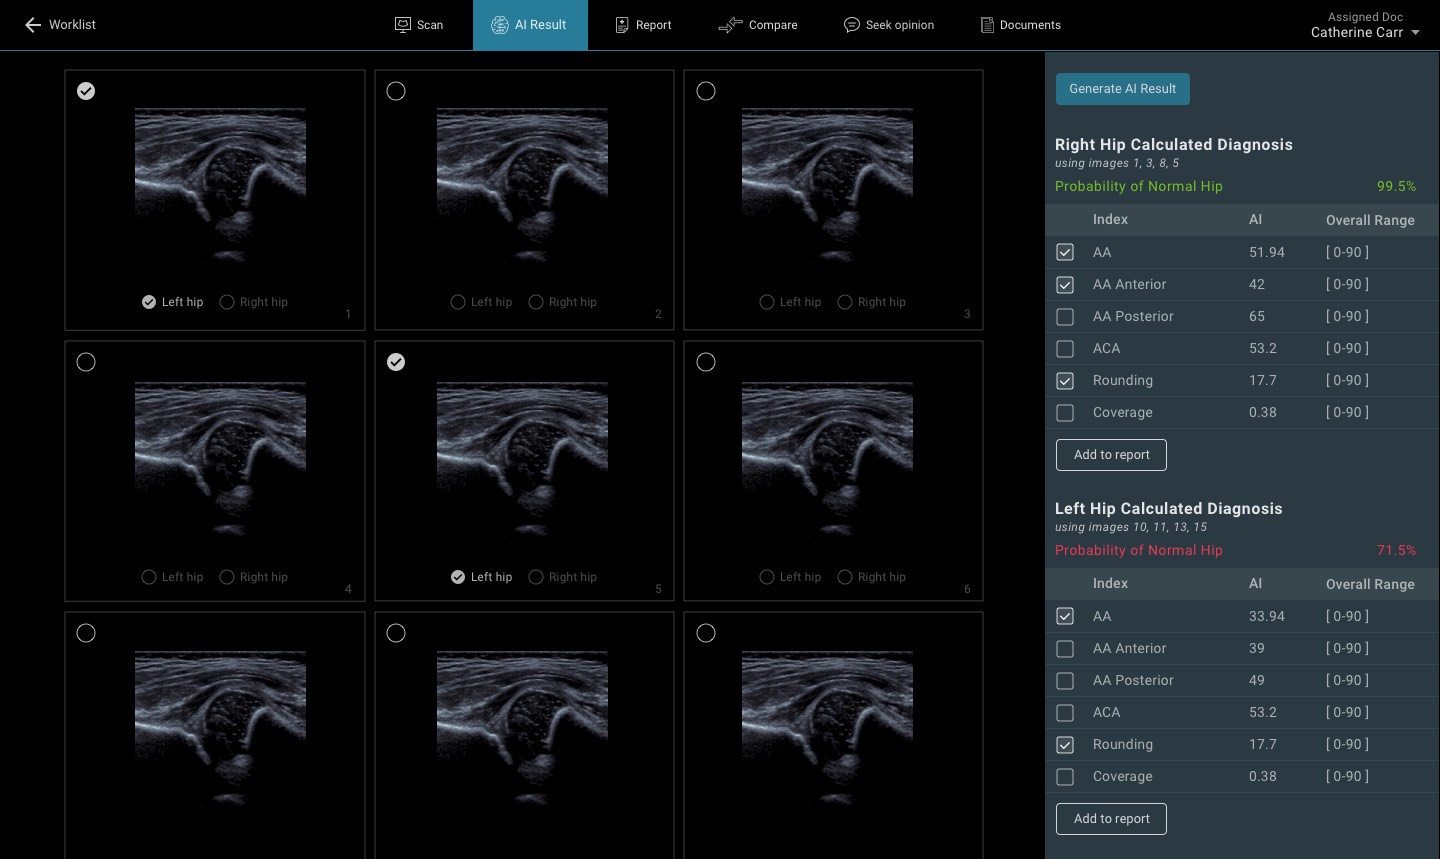 Worklist
Scan
AI Result
Report
Compare
Seek opinion
Documents
Assigned Doc
Catherine Carr
Left hip Right hip
1
Left hip Right hip
2
Left hip Right hip
3
Left hip Right hip
4
Left hip Right hip
5
Left hip Right hip
6
Generate AI Result
Right Hip Calculated Diagnosis
using images 1, 3, 8, 5
Probability of Normal Hip 99.5%
Index AI Overall Range
AA 51.94 [ 0-90 ]
AA Anterior 42 [ 0-90 ]
AA Posterior 65 [ 0-90 ]
ACA 53.2 [ 0-90 ]
Rounding 17.7 [ 0-90 ]
Coverage 0.38 [ 0-90 ]
Add to report
Left Hip Calculated Diagnosis
using images 10, 11, 13, 15
Probability of Normal Hip 71.5%
Index AI Overall Range
AA 33.94 [ 0-90 ]
AA Anterior 39 [ 0-90 ]
AA Posterior 49 [ 0-90 ]
ACA 53.2 [ 0-90 ]
Rounding 17.7 [ 0-90 ]
Coverage 0.38 [ 0-90 ]
Add to report